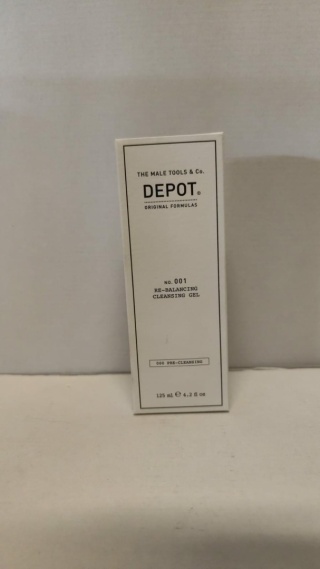 THE MALE TOOLS & Co.
DEPOT®
ORIGINAL FORMULAS
NO. 001
RE-BALANCING
CLEANSING GEL
000 PRE-CLEANSING
125 mL ℮ 4.2 fl oz